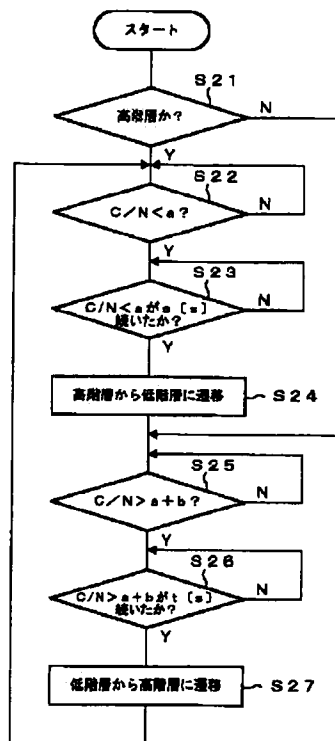 スタート
S21
高階層か?
N
Y
S22
C/N<a?
N
Y
S23
C/N<aがs[s]
続いたか?
N
Y
高階層から低階層に遷移
S24
S25
C/N>a+b?
N
Y
S26
C/N>a+bがt[s]
続いたか?
N
Y
低階層から高階層に遷移
S27